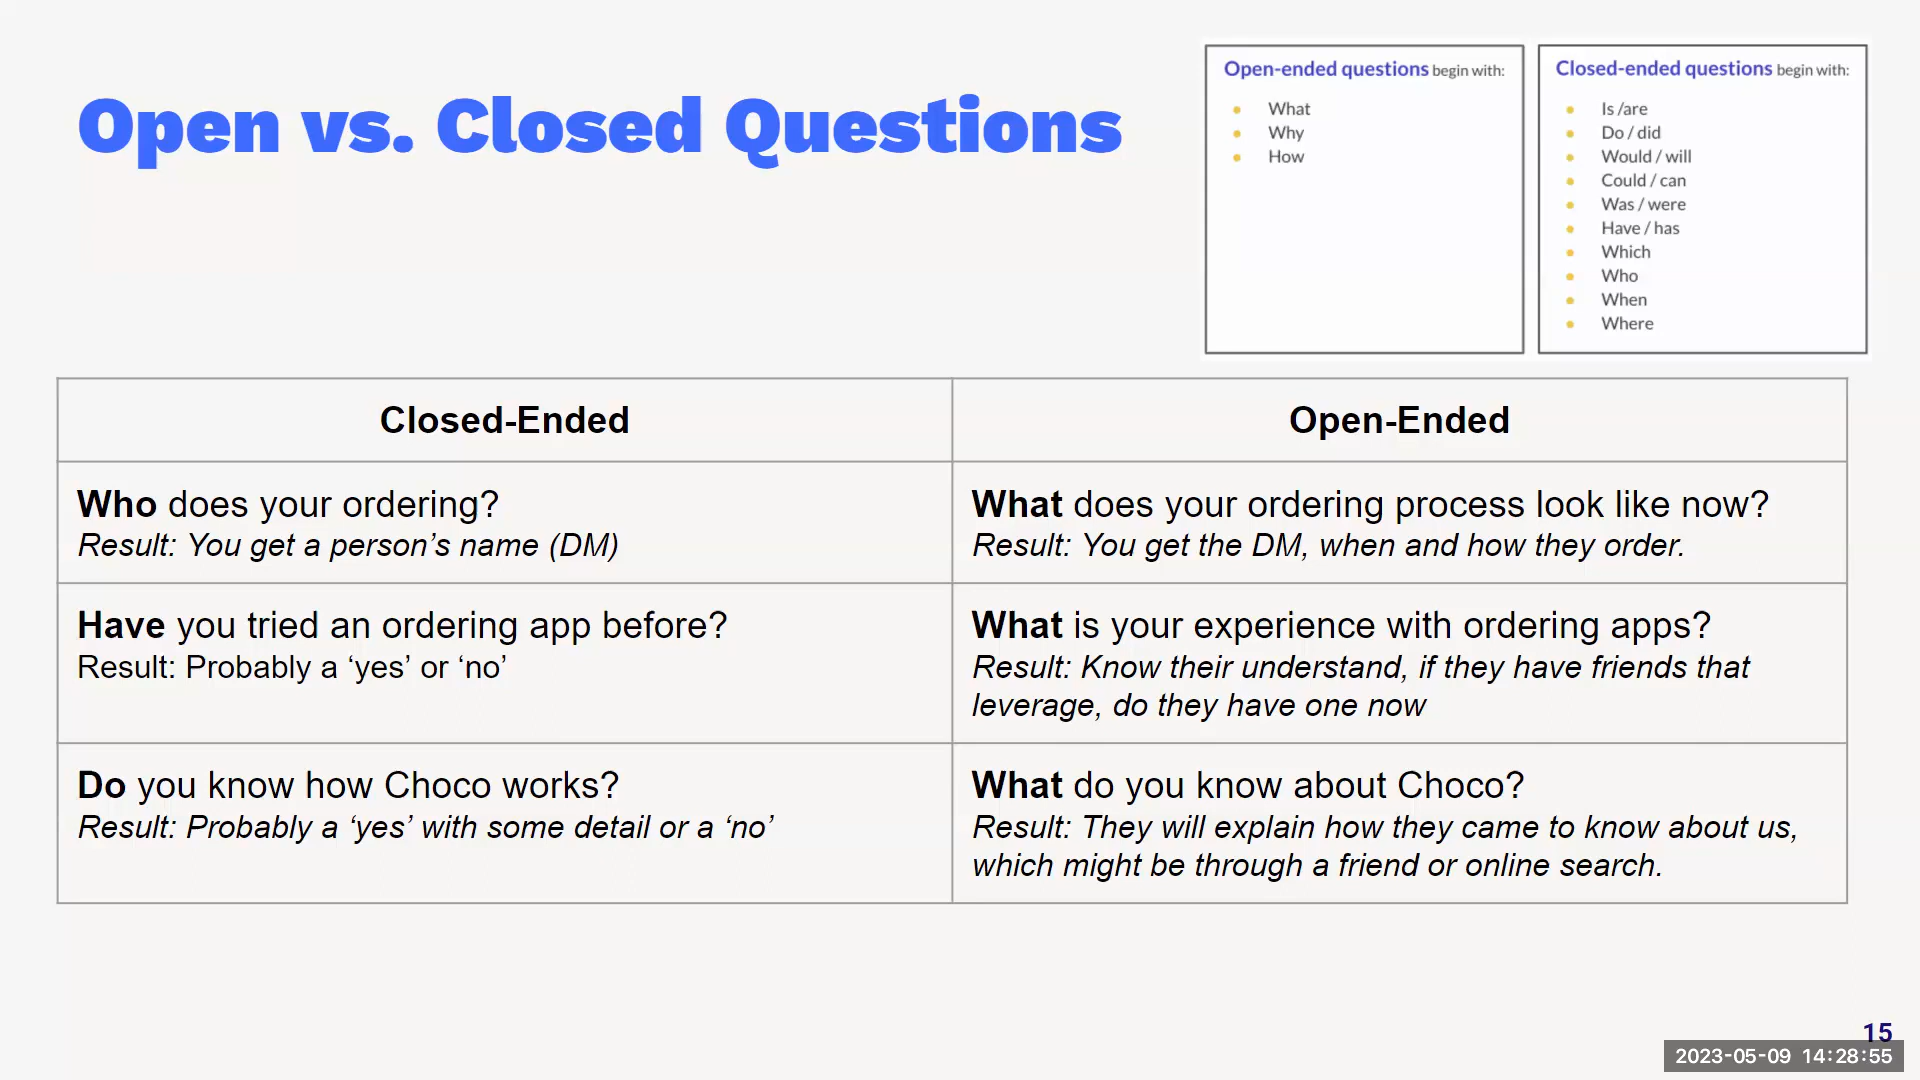 Open vs. Closed Questions
Open-ended questions begin with:
What
Why
How
Closed-ended questions begin with:
Is /are
Do / did
Would / will
Could / can
Was / were
Have / has
Which
Who
When
Where
Closed-Ended
Open-Ended
Who does your ordering?
Result: You get a person’s name (DM)
What does your ordering process look like now?
Result: You get the DM, when and how they order.
Have you tried an ordering app before?
Result: Probably a ‘yes’ or ‘no’
What is your experience with ordering apps?
Result: Know their understand, if they have friends that
leverage, do they have one now
Do you know how Choco works?
Result: Probably a ‘yes’ with some detail or a ‘no’
What do you know about Choco?
Result: They will explain how they came to know about us,
which might be through a friend or online search.
15
2023-05-09 14:28:55